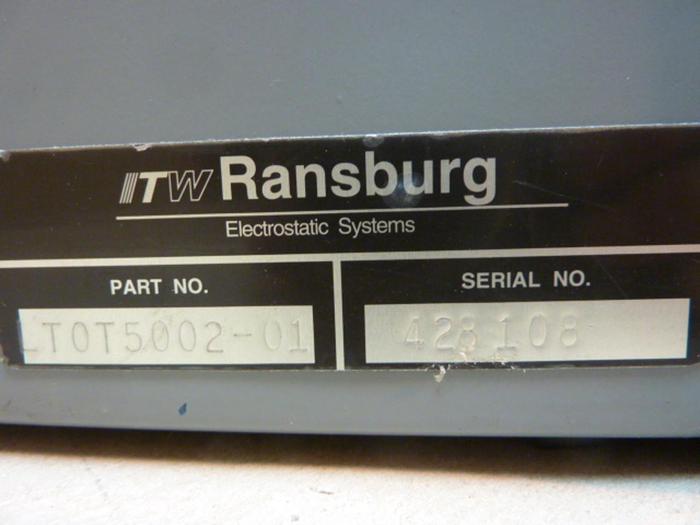 ITW Ransburg
Electrostatic Systems
PART NO.
SERIAL NO.
LTOT5002-01
428108